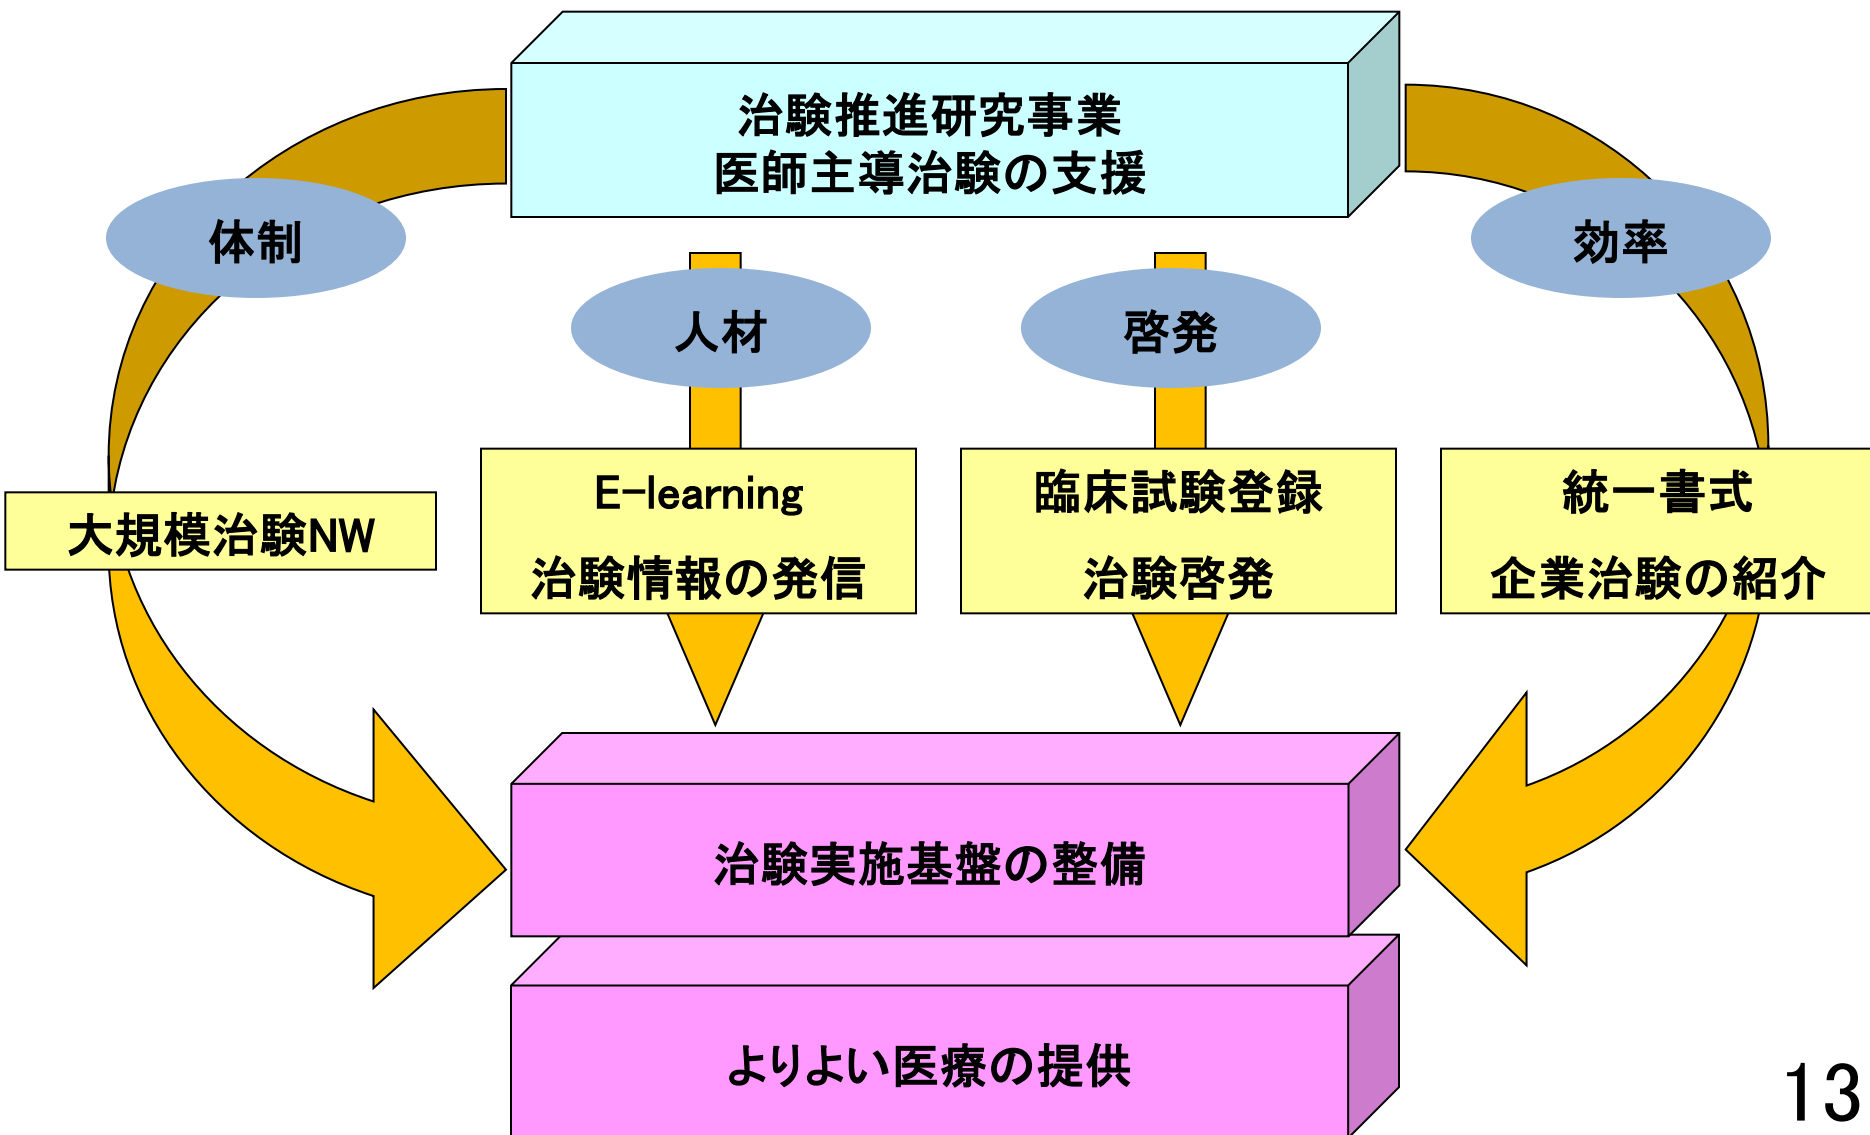 治験推進研究事業
医師主導治験の支援
体制
効率
人材
啓発
大規模治験NW
E-learning
治験情報の発信
臨床試験登録
治験啓発
統一書式
企業治験の紹介
治験実施基盤の整備
よりよい医療の提供
13